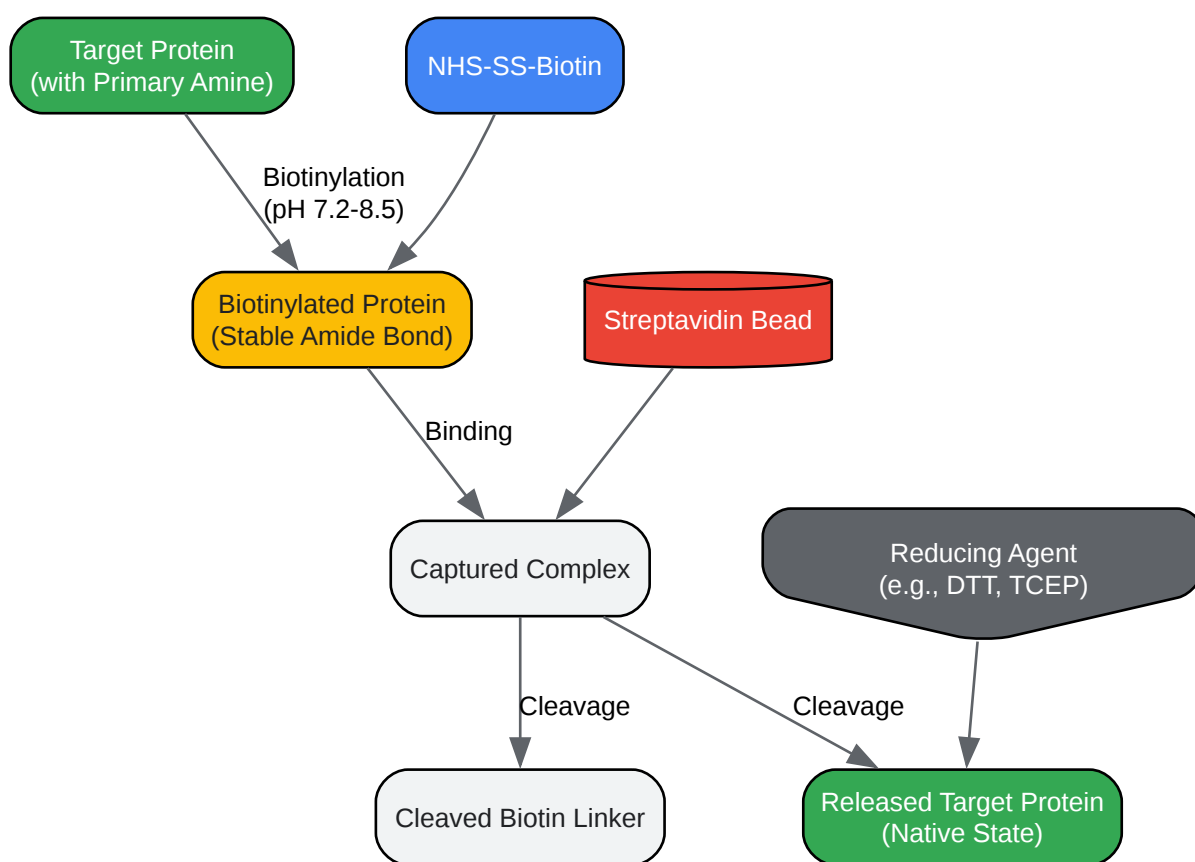 Target Protein
(with Primary Amine)
NHS-SS-Biotin
Biotinylation
(pH 7.2-8.5)
Biotinylated Protein
(Stable Amide Bond)
Streptavidin Bead
Binding
Captured Complex
Reducing Agent
(e.g., DTT, TCEP)
Cleavage
Cleavage
Cleaved Biotin Linker
Released Target Protein
(Native State)